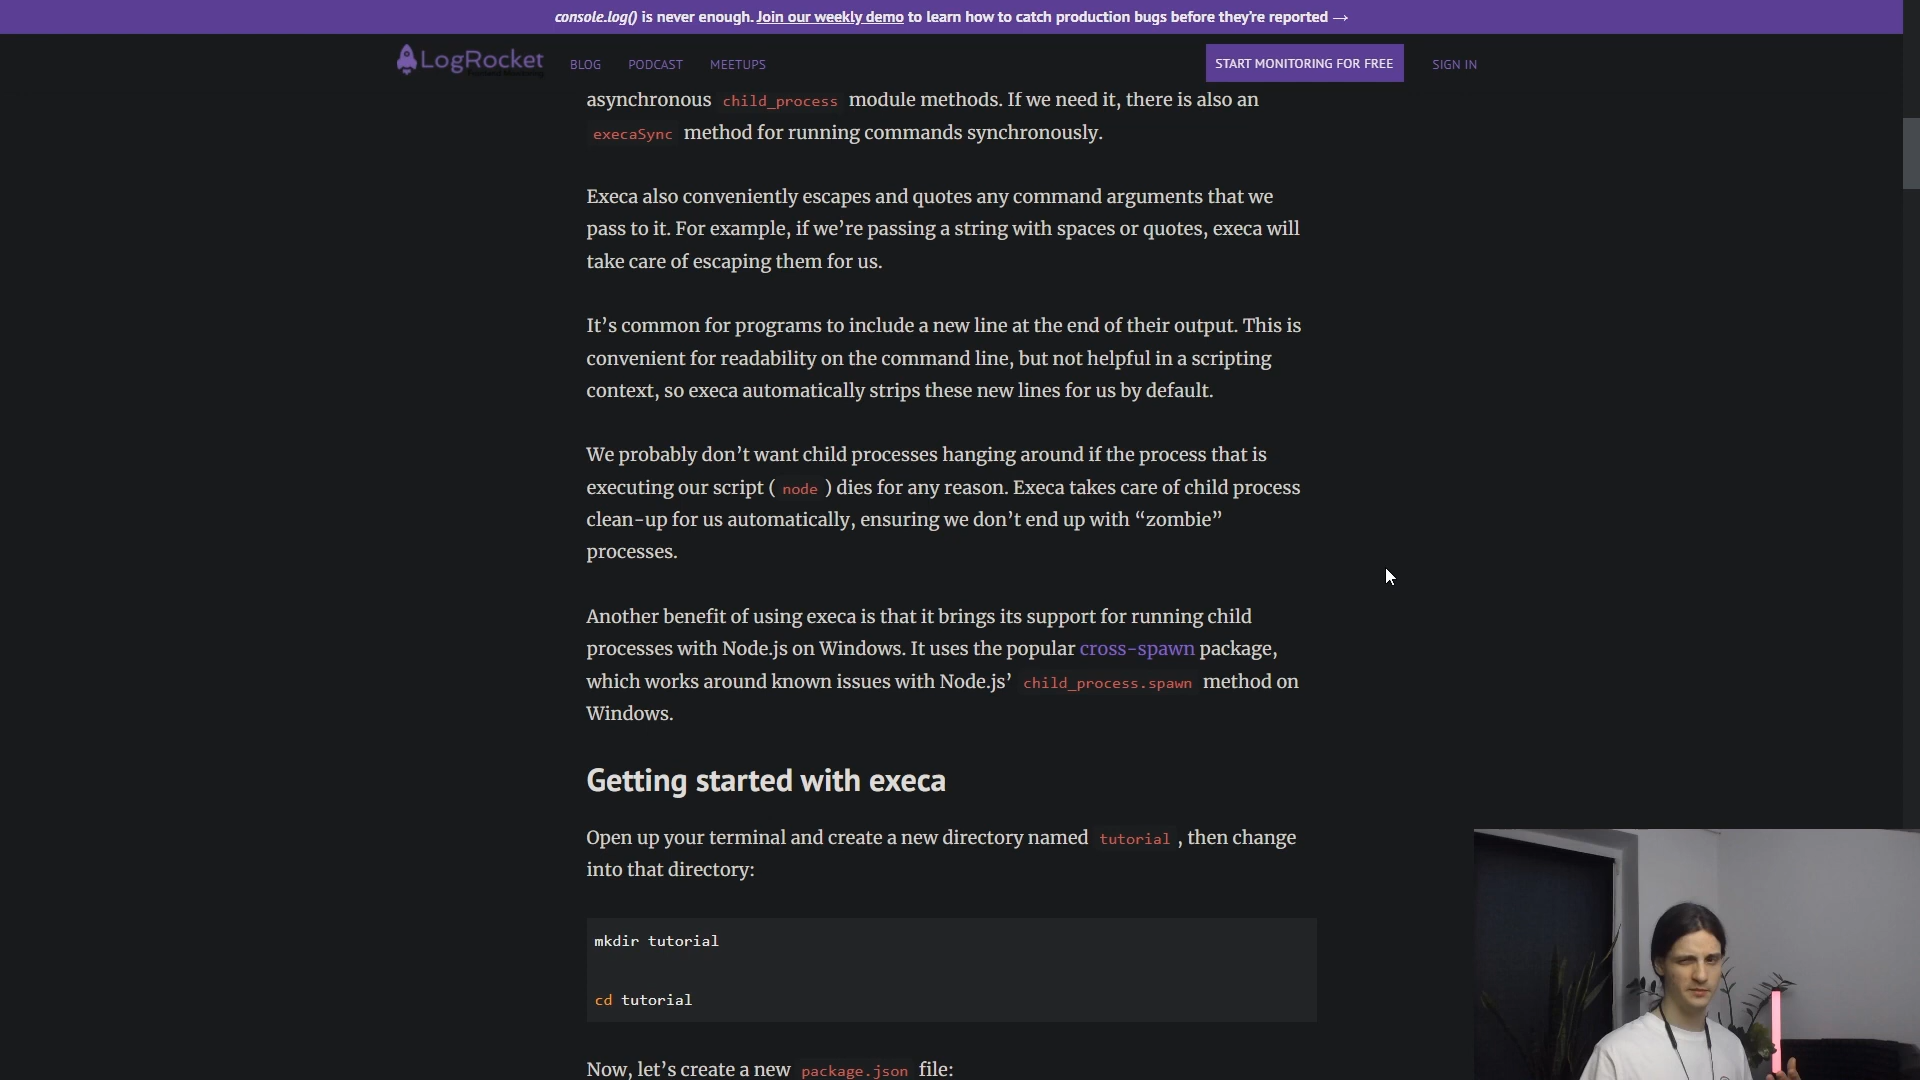 console.log() is never enough. Join our weekly demo to learn how to catch production bugs before they're reported →
LogRocket BLOG PODCAST MEETUPS START MONITORING FOR FREE SIGN IN
asynchronous child_process module methods. If we need it, there is also an
execaSync method for running commands synchronously.
Execa also conveniently escapes and quotes any command arguments that we
pass to it. For example, if we’re passing a string with spaces or quotes, execa will
take care of escaping them for us.
It’s common for programs to include a new line at the end of their output. This is
convenient for readability on the command line, but not helpful in a scripting
context, so execa automatically strips these new lines for us by default.
We probably don’t want child processes hanging around if the process that is
executing our script ( node ) dies for any reason. Execa takes care of child process
clean-up for us automatically, ensuring we don’t end up with “zombie”
processes.
Another benefit of using execa is that it brings its support for running child
processes with Node.js on Windows. It uses the popular cross-spawn package,
which works around known issues with Node.js’ child_process.spawn method on
Windows.
Getting started with execa
Open up your terminal and create a new directory named tutorial , then change
into that directory:
mkdir tutorial
cd tutorial
Now, let’s create a new package.json file: